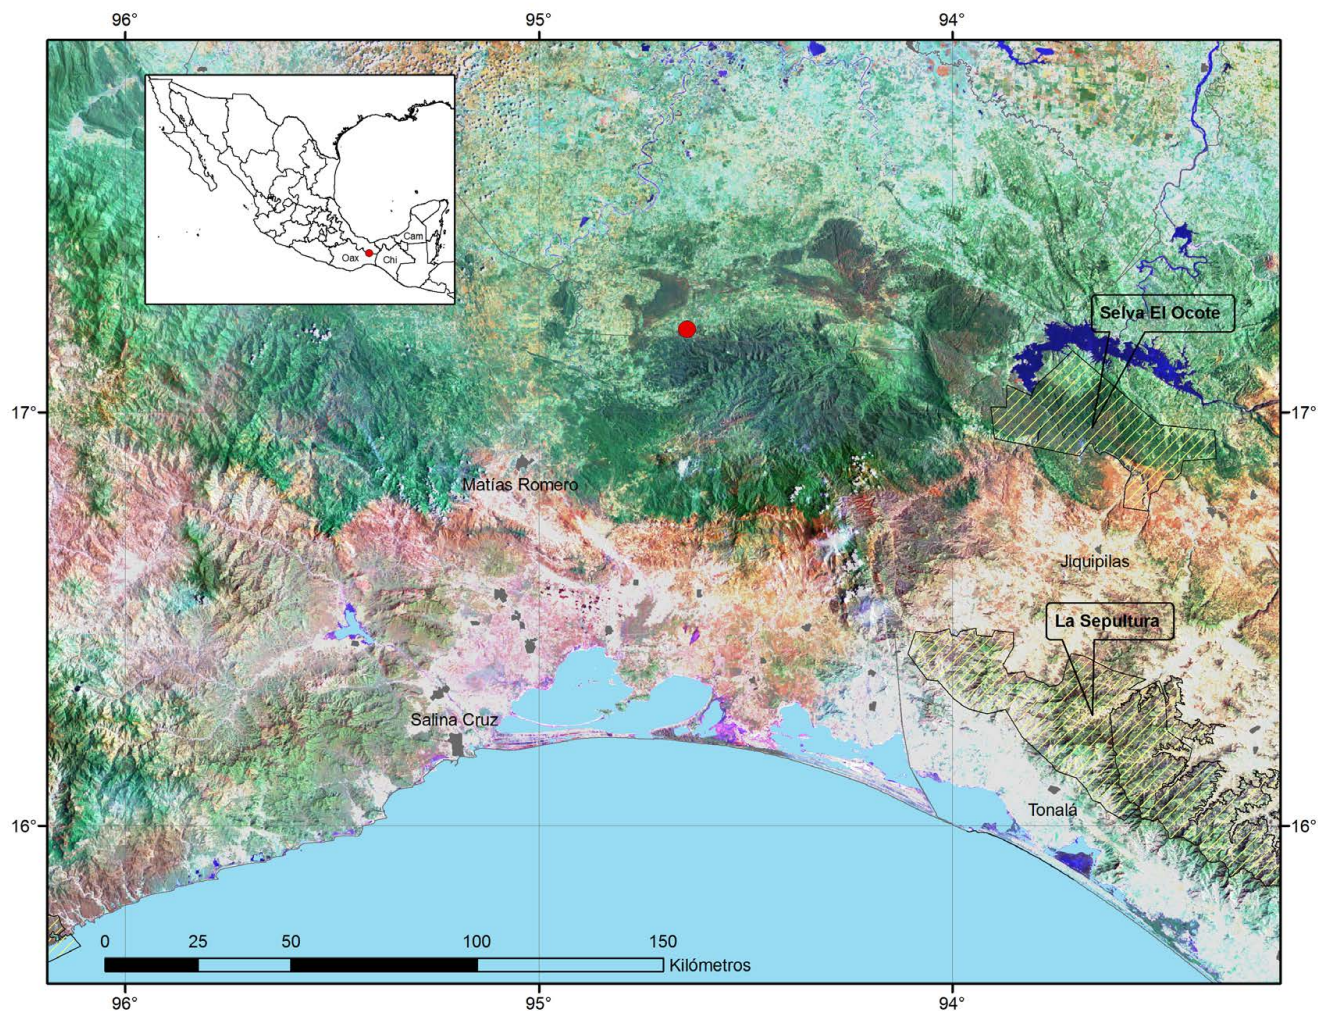 96°
95°
94°
Cam
Oax
Chi
Selva El Ocote
17°
17°
Matías Romero
Jiquipilas
La Sepultura
Salina Cruz
Tonalá
16°
16°
0 25 50 100 150
Kilómetros
96°
95°
94°